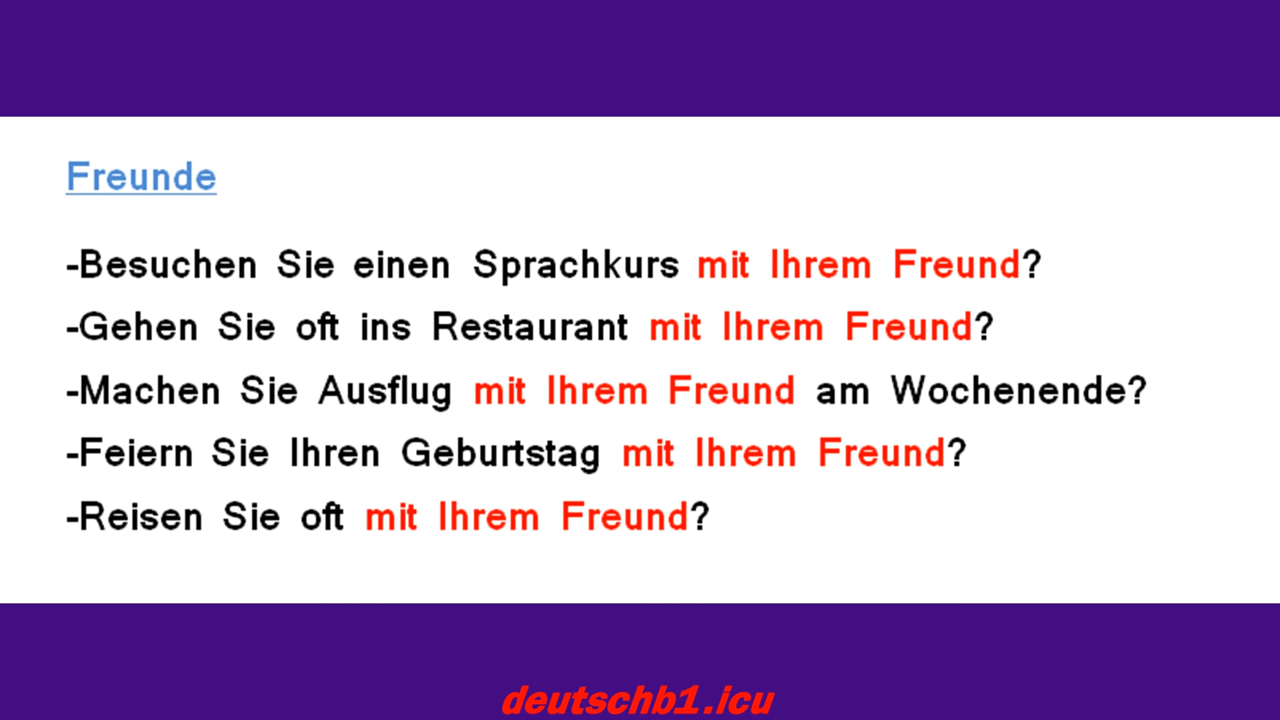 Freunde
-Besuchen Sie einen Sprachkurs mit Ihrem Freund?
-Gehen Sie oft ins Restaurant mit Ihrem Freund?
-Machen Sie Ausflug mit Ihrem Freund am Wochenende?
-Feiern Sie Ihren Geburtstag mit Ihrem Freund?
-Reisen Sie oft mit Ihrem Freund?
deutschb1.icu